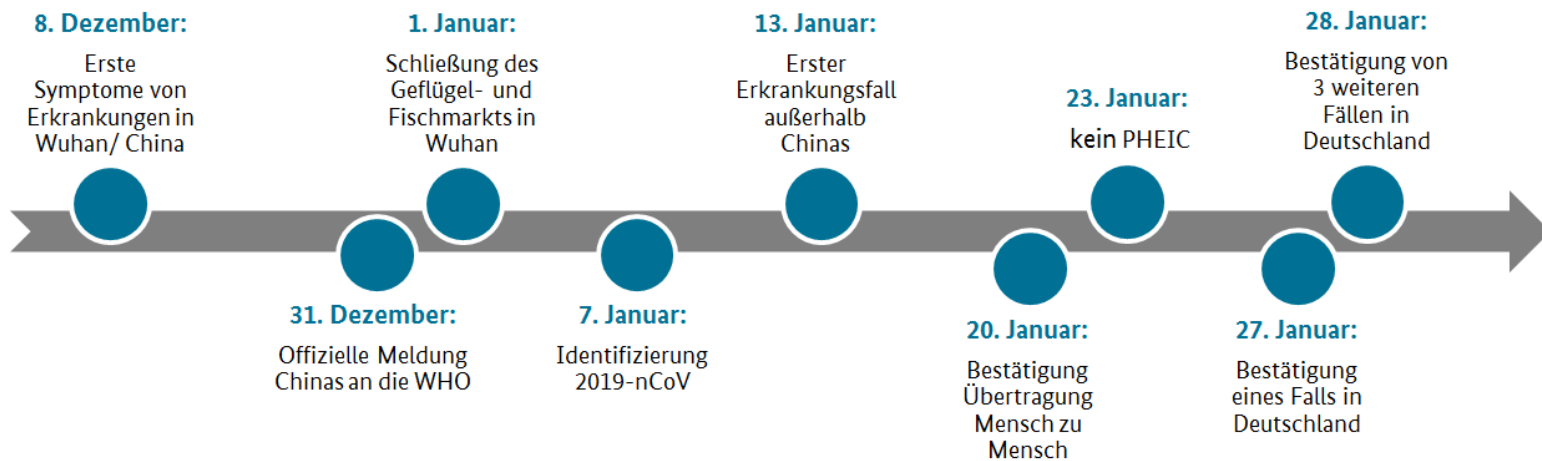 8. Dezember:
Erste
Symptome von
Erkrankungen in
Wuhan/ China
31. Dezember:
Offizielle Meldung
Chinas an die WHO
1. Januar:
Schließung des
Geflügel- und
Fischmarkts in
Wuhan
7. Januar:
Identifizierung
2019-nCoV
13. Januar:
Erster
Erkrankungsfall
außerhalb
Chinas
20. Januar:
Bestätigung
Übertragung
Mensch zu
Mensch
23. Januar:
kein PHEIC
27. Januar:
Bestätigung
eines Falls in
Deutschland
28. Januar:
Bestätigung von
3 weiteren
Fällen in
Deutschland